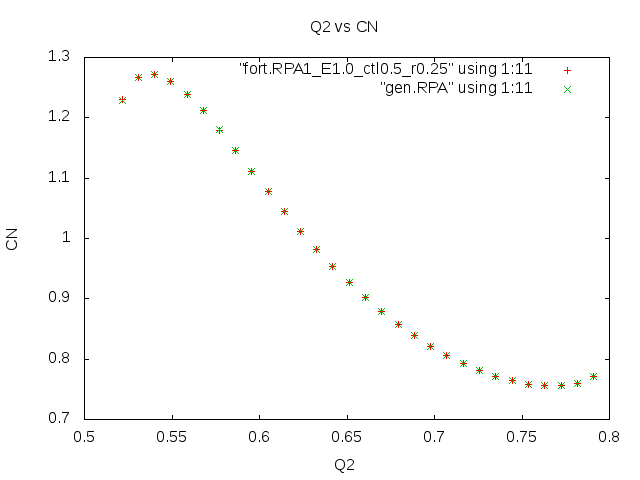 Q2 vs CN
"fort.RPA1_E1.0_ctl0.5_r0.25" using 1:11
"gen.RPA" using 1:11
1.3
1.2
1.1
1
0.9
0.8
0.7
CN
0.5 0.55 0.6 0.65 0.7 0.75 0.8
Q2